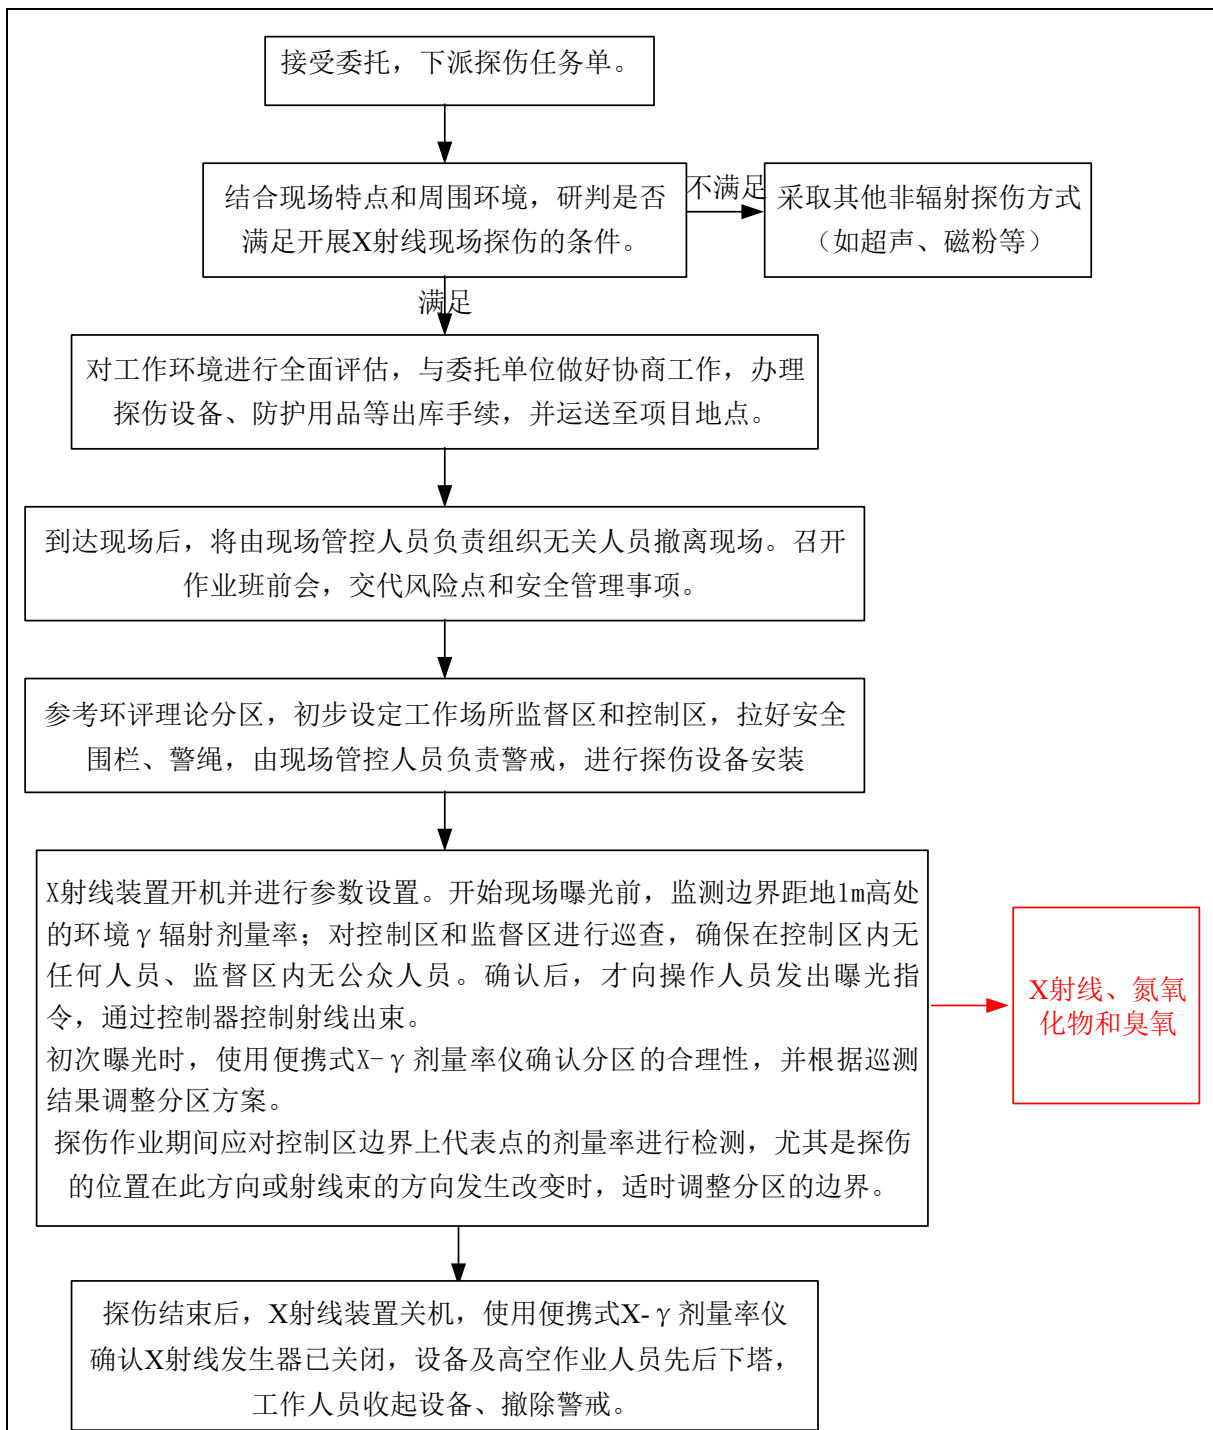 接受委托，下派探伤任务单。
结合现场特点和周围环境，研判是否
满足开展X射线现场探伤的条件。
不满足
采取其他非辐射探伤方式
（如超声、磁粉等）
满足
对工作环境进行全面评估，与委托单位做好协商工作，办理
探伤设备、防护用品等出库手续，并运送至项目地点。
到达现场后，将由现场管控人员负责组织无关人员撤离现场。召开
作业班前会，交代风险点和安全管理事项。
参考环评理论分区，初步设定工作场所监督区和控制区，拉好安全
围栏、警绳，由现场管控人员负责警戒，进行探伤设备安装
X射线装置开机并进行参数设置。开始现场曝光前，监测边界距地1m高处
的环境γ辐射剂量率；对控制区和监督区进行巡查，确保在控制区内无
任何人员、监督区内无公众人员。确认后，才向操作人员发出曝光指
令，通过控制器控制射线出束。
初次曝光时，使用便携式X-γ剂量率仪确认分区的合理性，并根据巡测
结果调整分区方案。
探伤作业期间应对控制区边界上代表点的剂量率进行检测，尤其是探伤
的位置在此方向或射线束的方向发生改变时，适时调整分区的边界。
X射线、氮氧
化物和臭氧
探伤结束后，X射线装置关机，使用便携式X-γ剂量率仪
确认X射线发生器已关闭，设备及高空作业人员先后下塔，
工作人员收起设备、撤除警戒。